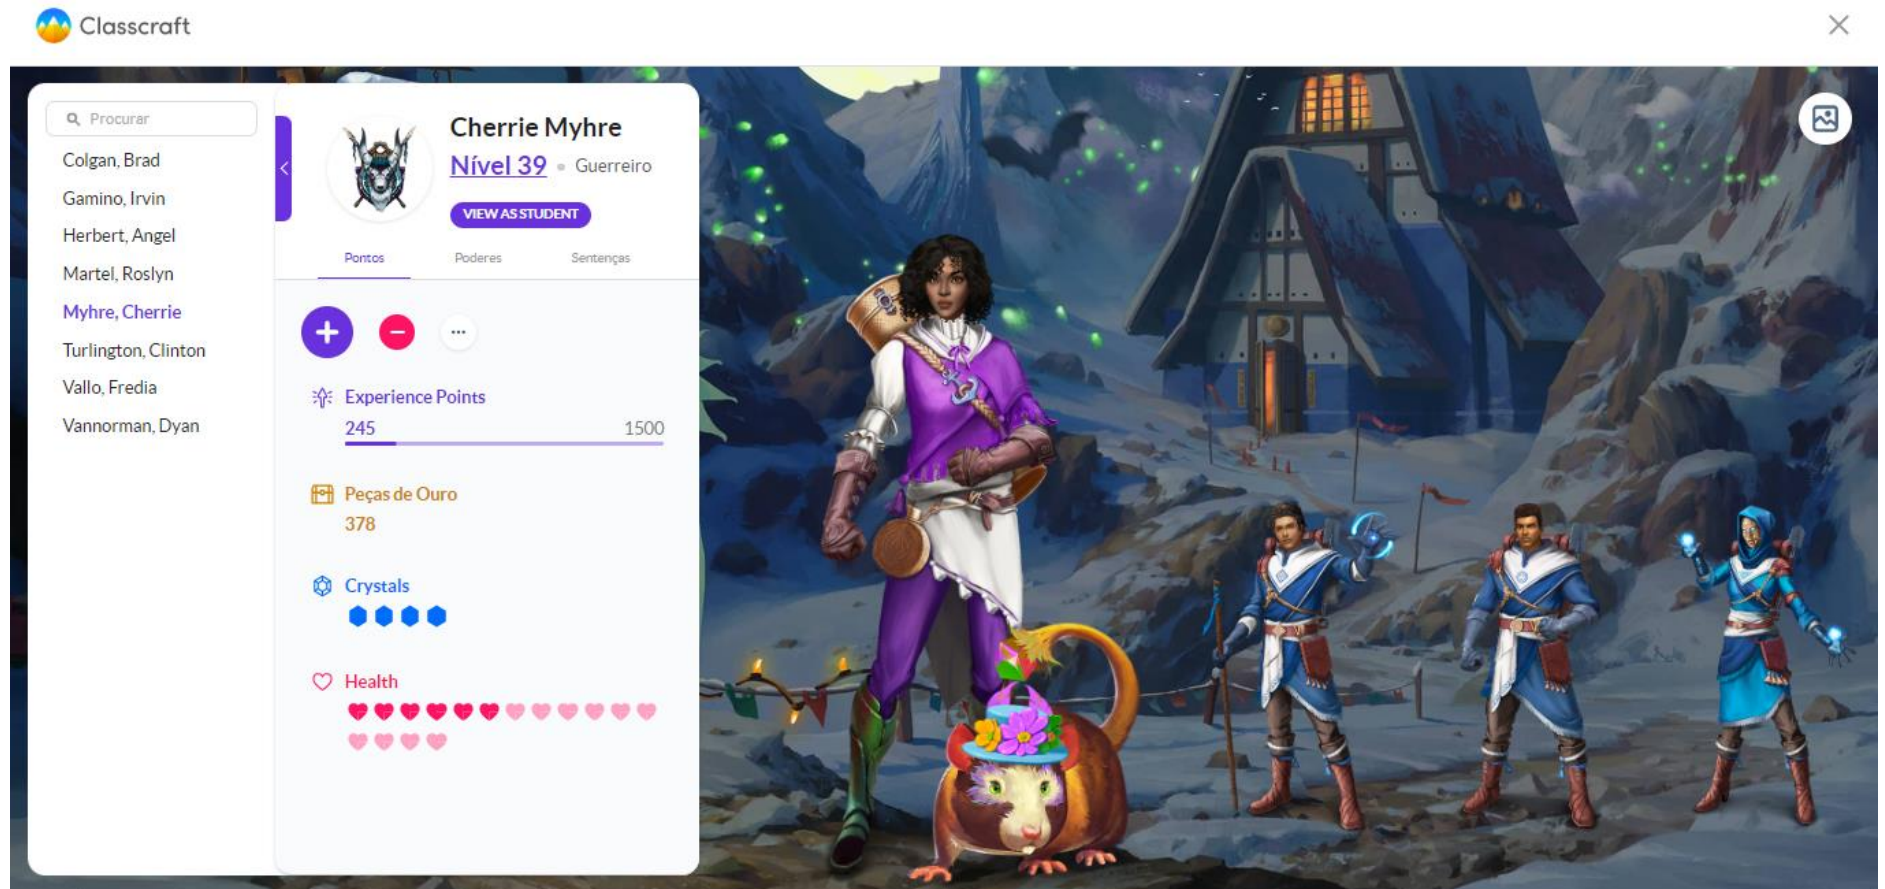 Classcraft
Procurar
Colgan, Brad
Gamino, Irvin
Herbert, Angel
Martel, Roslyn
Myhre, Cherrie
Turlington, Clinton
Vallo, Fredia
Vannorman, Dyan
Cherrie Myhre
Nível 39 • Guerreiro
VIEW AS STUDENT
Pontos Poderes Sentenças
Experience Points
245 1500
Peças de Ouro
378
Crystals
Health